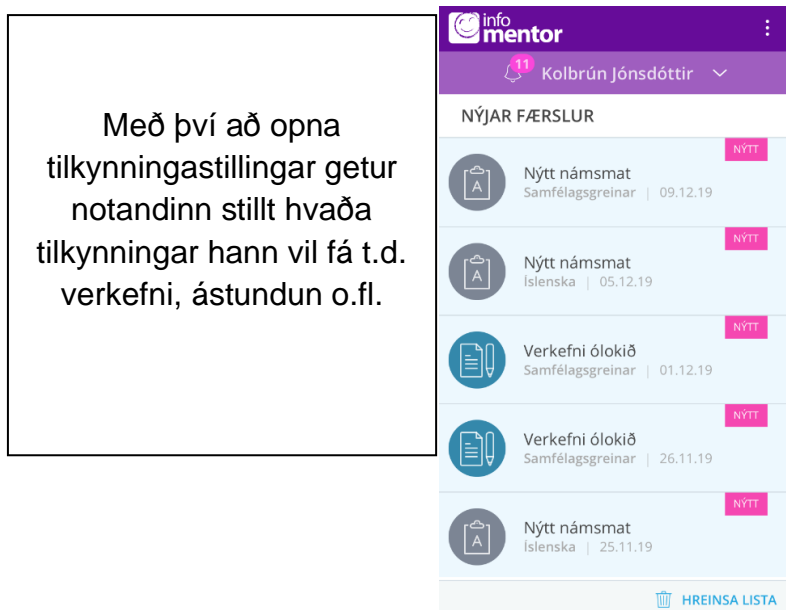 Með því að opna
tilkynningastillingar getur
notandinn stillt hvaða
tilkynningar hann vil fá t.d.
verkefni, ástundun o.fl.
info
mentor
11
Kolbrún Jónsdóttir
NÝJAR FÆRSLUR
NÝTT
Nýtt námsmat
Samfélagsgreinar | 09.12.19
A
NÝTT
Nýtt námsmat
Íslenska | 05.12.19
A
NÝTT
Verkefni ólokið
Samfélagsgreinar | 01.12.19
NÝTT
Verkefni ólokið
Samfélagsgreinar | 26.11.19
NÝTT
Nýtt námsmat
Íslenska | 25.11.19
A
HREINSA LISTA